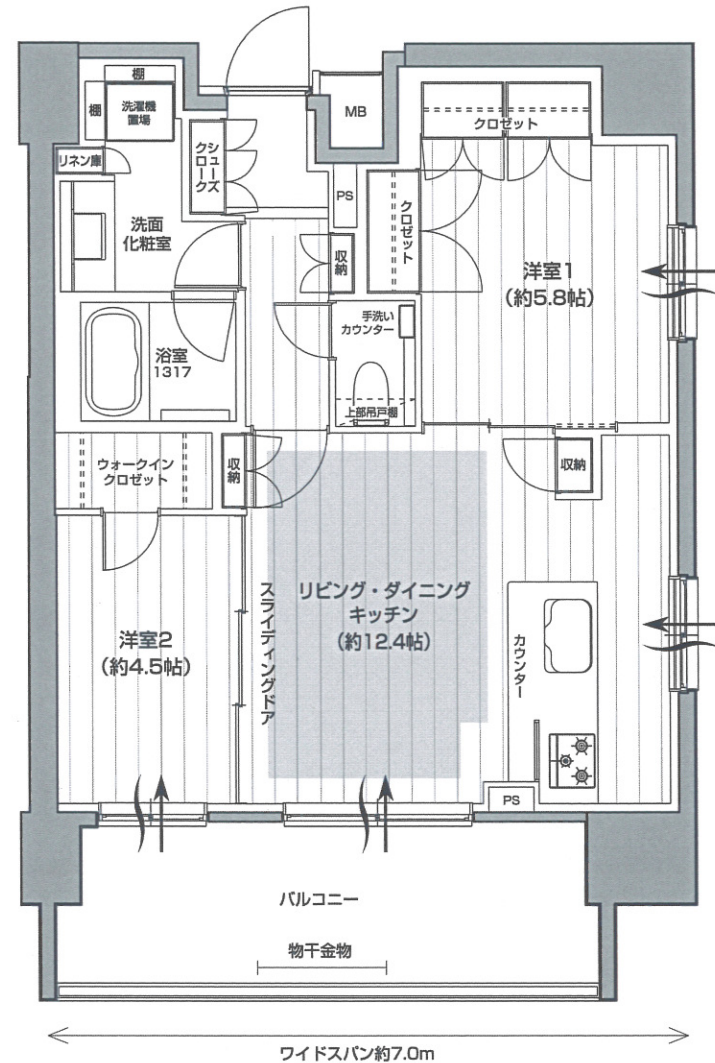 棚
棚
洗濯機
置場
リネン庫
シューズ
クローク
MB
クロゼット
PS
クロゼット
洗面
化粧室
収納
洋室1
(約5.8帖)
手洗い
カウンター
浴室
1317
上部吊戸棚
ウォークイン
クロゼット
収納
収納
リビング・ダイニング
キッチン
(約12.4帖)
スライディングドア
カウンター
洋室2
(約4.5帖)
PS
バルコニー
物干金物
ワイドスパン約7.0m